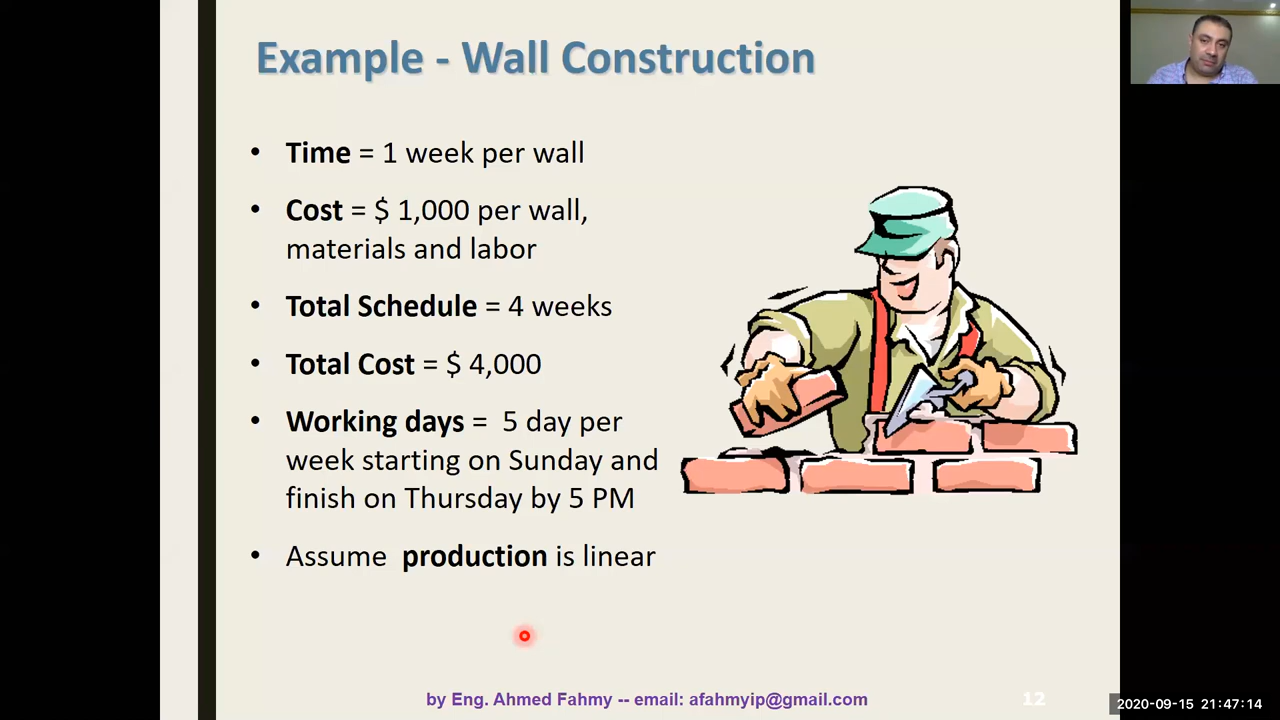 Example - Wall Construction
• Time = 1 week per wall
• Cost = $ 1,000 per wall,
materials and labor
• Total Schedule = 4 weeks
• Total Cost = $ 4,000
• Working days =  5 day per
week starting on Sunday and
finish on Thursday by 5 PM
• Assume  production is linear
by Eng. Ahmed Fahmy -- email: afahmyip@gmail.com
12
2020-09-15 21:47:14